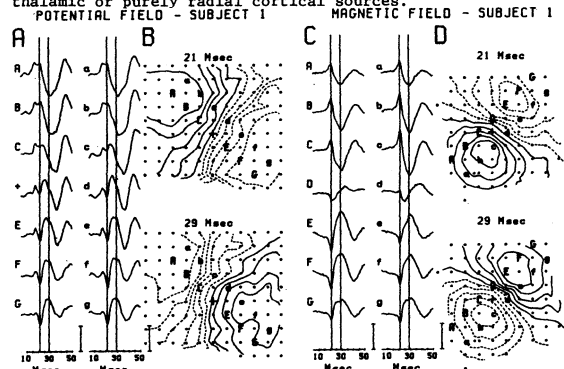 thalamic or purely radial cortical sources.
POTENTIAL FIELD - SUBJECT 1 MAGNETIC FIELD - SUBJECT 1
A B C D
21 Msec 21 Msec
A a A a
B b B b
C c C c
+ d D d
29 Msec 29 Msec
E e E e
F f F f
G g G g
10 30 50 10 30 50 10 30 50 10 30 50
Msec Msec Msec Msec